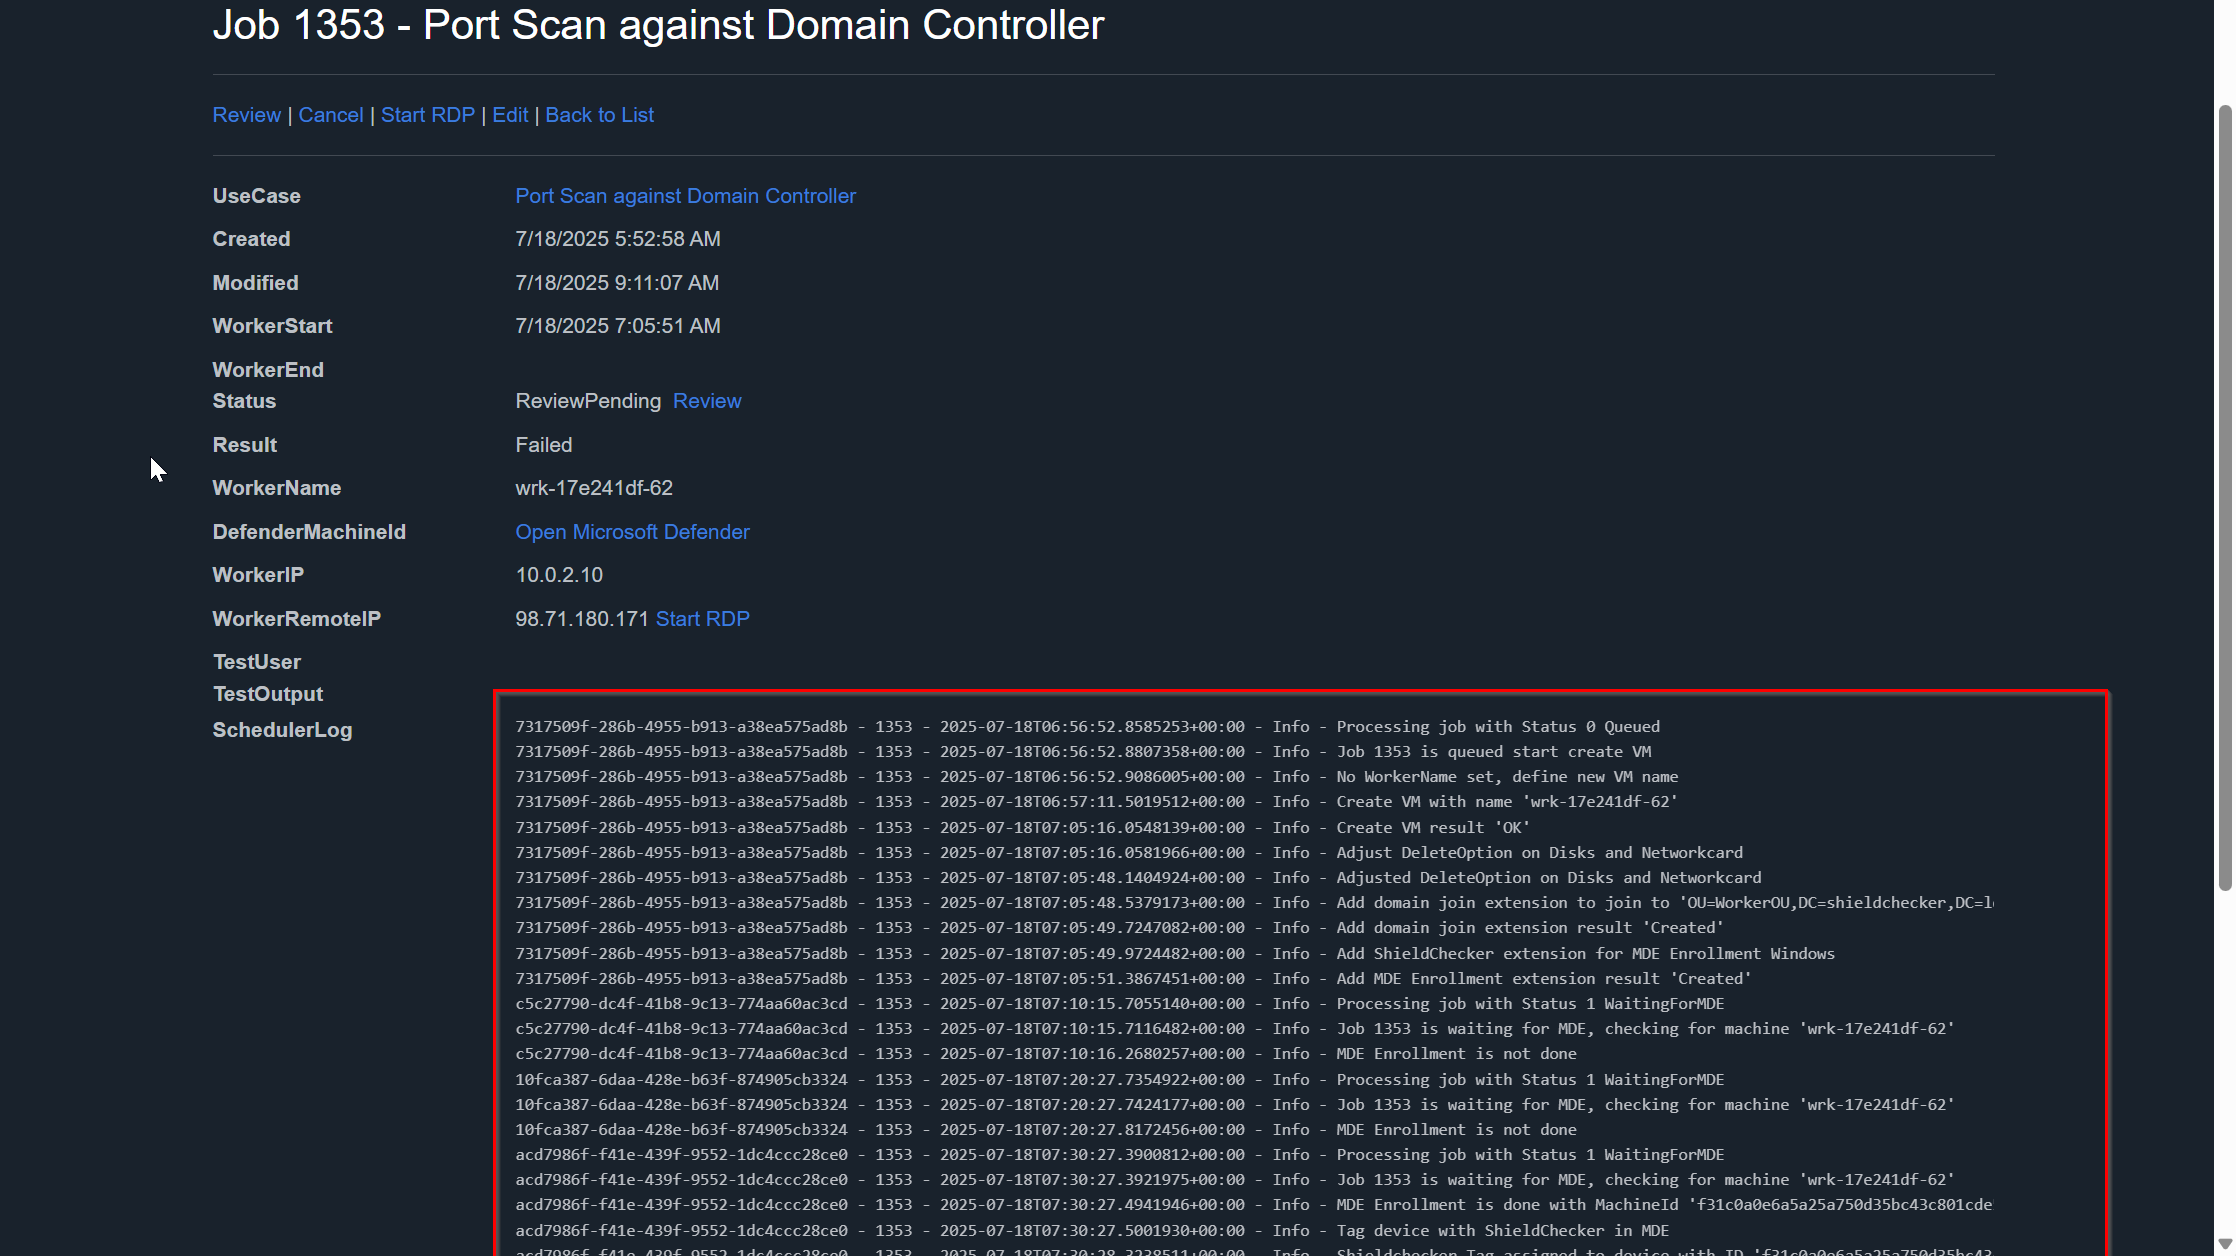 Job 1353 - Port Scan against Domain Controller
Review | Cancel | Start RDP | Edit | Back to List
UseCase Port Scan against Domain Controller
Created 7/18/2025 5:52:58 AM
Modified 7/18/2025 9:11:07 AM
WorkerStart 7/18/2025 7:05:51 AM
WorkerEnd
Status ReviewPending Review
Result Failed
WorkerName wrk-17e241df-62
DefenderMachineId Open Microsoft Defender
WorkerIP 10.0.2.10
WorkerRemoteIP 98.71.180.171 Start RDP
TestUser
TestOutput
SchedulerLog
7317509f-286b-4955-b913-a38ea575ad8b - 1353 - 2025-07-18T06:56:52.8585253+00:00 - Info - Processing job with Status 0 Queued
7317509f-286b-4955-b913-a38ea575ad8b - 1353 - 2025-07-18T06:56:52.8807358+00:00 - Info - Job 1353 is queued start create VM
7317509f-286b-4955-b913-a38ea575ad8b - 1353 - 2025-07-18T06:56:52.9086005+00:00 - Info - No WorkerName set, define new VM name
7317509f-286b-4955-b913-a38ea575ad8b - 1353 - 2025-07-18T06:57:11.5019512+00:00 - Info - Create VM with name 'wrk-17e241df-62'
7317509f-286b-4955-b913-a38ea575ad8b - 1353 - 2025-07-18T07:05:16.0548139+00:00 - Info - Create VM result 'OK'
7317509f-286b-4955-b913-a38ea575ad8b - 1353 - 2025-07-18T07:05:16.0581966+00:00 - Info - Adjust DeleteOption on Disks and Networkcard
7317509f-286b-4955-b913-a38ea575ad8b - 1353 - 2025-07-18T07:05:48.1404924+00:00 - Info - Adjusted DeleteOption on Disks and Networkcard
7317509f-286b-4955-b913-a38ea575ad8b - 1353 - 2025-07-18T07:05:48.5379173+00:00 - Info - Add domain join extension to join to 'OU=WorkerOU,DC=shieldchecker,DC=l
7317509f-286b-4955-b913-a38ea575ad8b - 1353 - 2025-07-18T07:05:49.7247082+00:00 - Info - Add domain join extension result 'Created'
7317509f-286b-4955-b913-a38ea575ad8b - 1353 - 2025-07-18T07:05:49.9724482+00:00 - Info - Add ShieldChecker extension for MDE Enrollment Windows
7317509f-286b-4955-b913-a38ea575ad8b - 1353 - 2025-07-18T07:05:51.3867451+00:00 - Info - Add MDE Enrollment extension result 'Created'
c5c27790-dc4f-41b8-9c13-774aa60ac3cd - 1353 - 2025-07-18T07:10:15.7055140+00:00 - Info - Processing job with Status 1 WaitingForMDE
c5c27790-dc4f-41b8-9c13-774aa60ac3cd - 1353 - 2025-07-18T07:10:15.7116482+00:00 - Info - Job 1353 is waiting for MDE, checking for machine 'wrk-17e241df-62'
c5c27790-dc4f-41b8-9c13-774aa60ac3cd - 1353 - 2025-07-18T07:10:16.2680257+00:00 - Info - MDE Enrollment is not done
10fca387-6daa-428e-b63f-874905cb3324 - 1353 - 2025-07-18T07:20:27.7354922+00:00 - Info - Processing job with Status 1 WaitingForMDE
10fca387-6daa-428e-b63f-874905cb3324 - 1353 - 2025-07-18T07:20:27.7424177+00:00 - Info - Job 1353 is waiting for MDE, checking for machine 'wrk-17e241df-62'
10fca387-6daa-428e-b63f-874905cb3324 - 1353 - 2025-07-18T07:20:27.8172456+00:00 - Info - MDE Enrollment is not done
acd7986f-f41e-439f-9552-1dc4ccc28ce0 - 1353 - 2025-07-18T07:30:27.3900812+00:00 - Info - Processing job with Status 1 WaitingForMDE
acd7986f-f41e-439f-9552-1dc4ccc28ce0 - 1353 - 2025-07-18T07:30:27.3921975+00:00 - Info - Job 1353 is waiting for MDE, checking for machine 'wrk-17e241df-62'
acd7986f-f41e-439f-9552-1dc4ccc28ce0 - 1353 - 2025-07-18T07:30:27.4941946+00:00 - Info - MDE Enrollment is done with MachineId 'f31c0a0e6a5a25a750d35bc43c801cde
acd7986f-f41e-439f-9552-1dc4ccc28ce0 - 1353 - 2025-07-18T07:30:27.5001930+00:00 - Info - Tag device with ShieldChecker in MDE
acd7986f-f41e-439f-9552-1dc4ccc28ce0 - 1353 - 2025-07-18T07:30:28.3238511+00:00 - Info - Shieldchecker Tag assigned to device with ID 'f31c0a0e6a5a25a750d35bc43